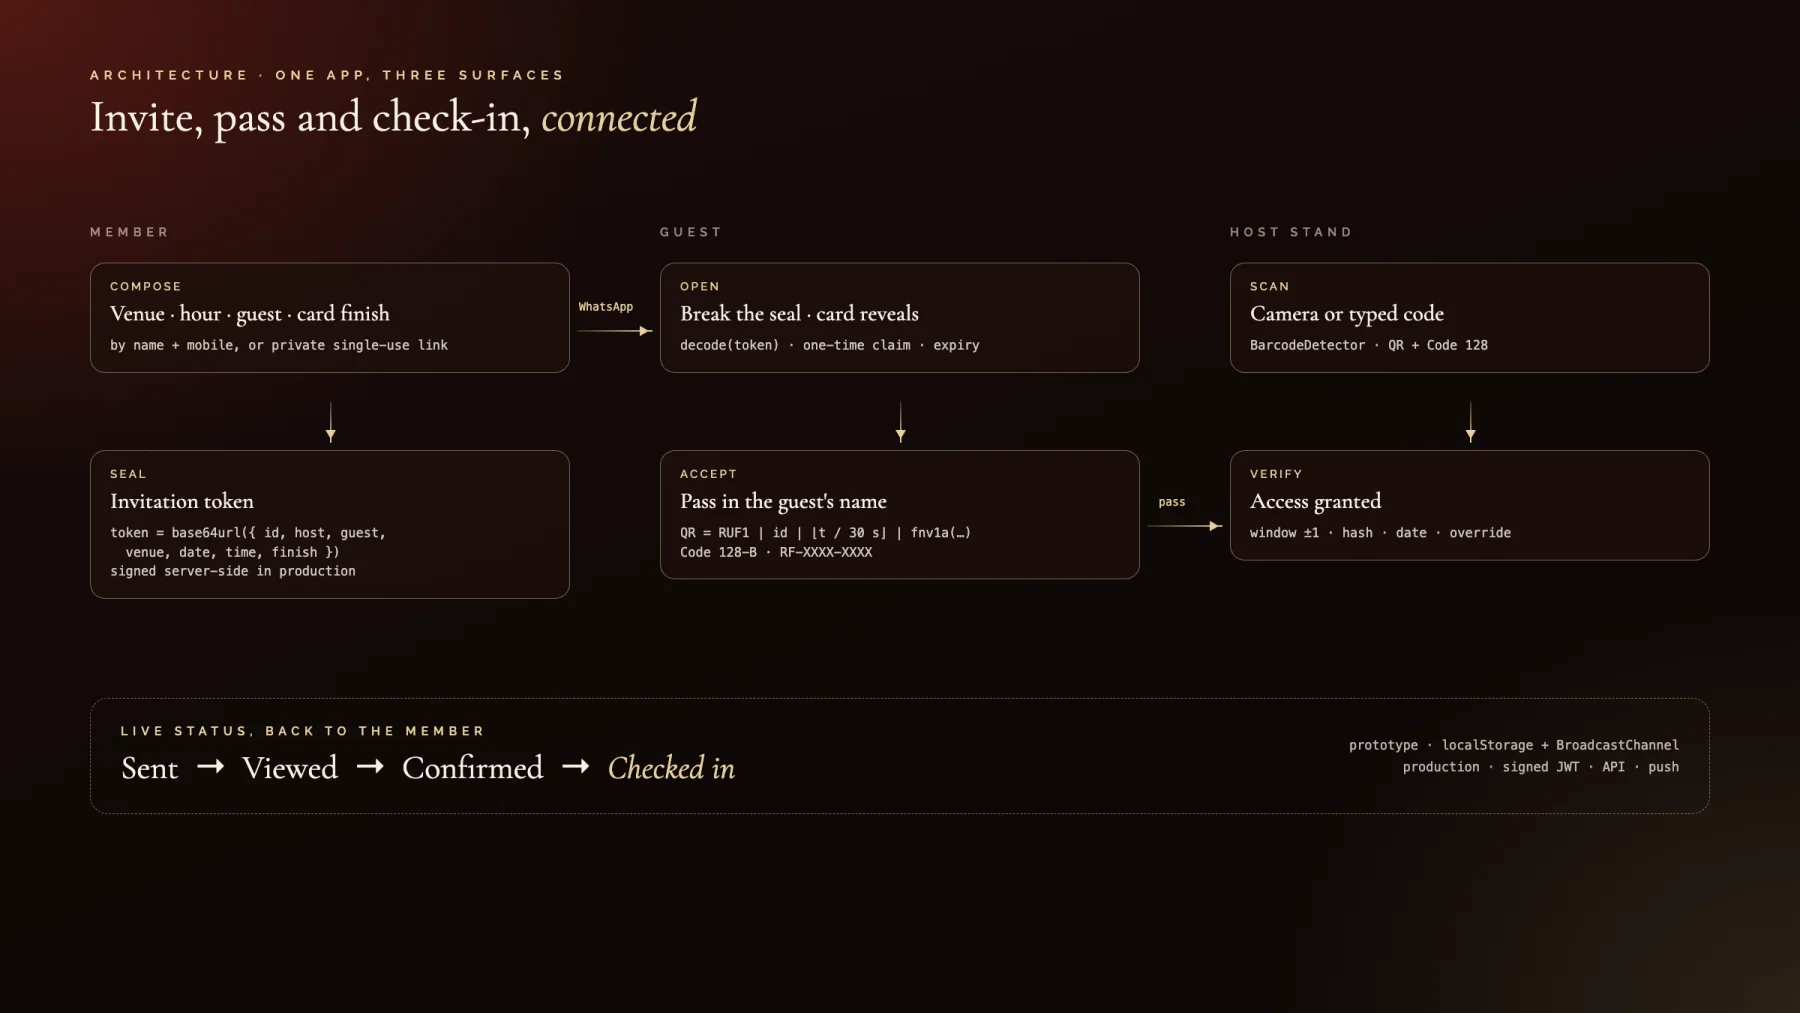 ARCHITECTURE · ONE APP, THREE SURFACES
Invite, pass and check-in, connected
MEMBER
COMPOSE
Venue · hour · guest · card finish
by name + mobile, or private single-use link
WhatsApp
SEAL
Invitation token
token = base64url({ id, host, guest,
venue, date, time, finish })
signed server-side in production
GUEST
OPEN
Break the seal · card reveals
decode(token) · one-time claim · expiry
ACCEPT
Pass in the guest's name
QR = RUF1 | id | ⌊t / 30 s⌋ | fnv1a(…)
Code 128-B · RF-XXXX-XXXX
pass
HOST STAND
SCAN
Camera or typed code
BarcodeDetector · QR + Code 128
VERIFY
Access granted
window ±1 · hash · date · override
LIVE STATUS, BACK TO THE MEMBER
Sent → Viewed → Confirmed → Checked in
prototype · localStorage + BroadcastChannel
production · signed JWT · API · push